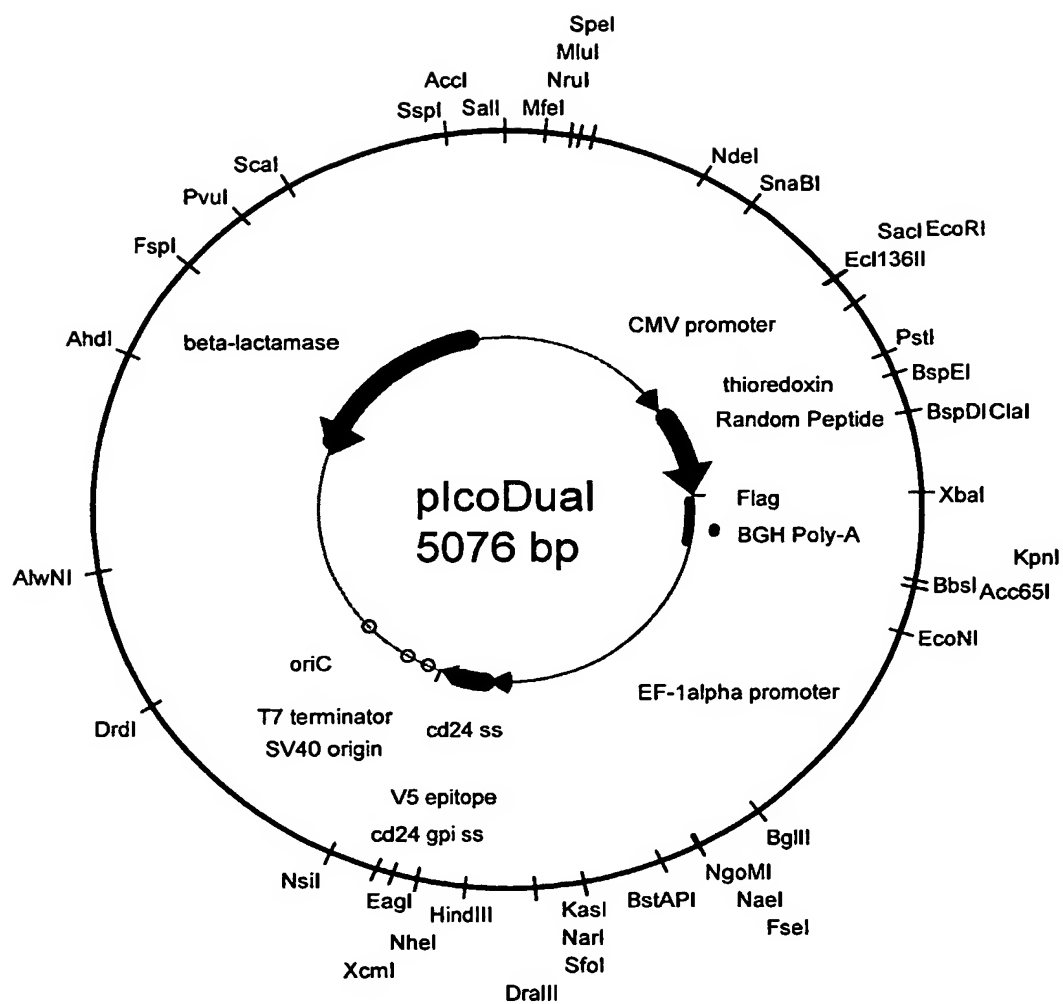 SpeI
MluI
AccI
NruI
SspI
SalI
MfeI
ScaI
NdeI
PvuI
SnaBI
FspI
SacI
EcoRI
Ecl136II
CMV promoter
AhdI
beta-lactamase
PstI
BspEI
thioredoxin
Random Peptide
BspDI
ClaI
pIcoDual
5076 bp
Flag
XbaI
BGH Poly-A
KpnI
AlwNI
BbsI
Acc65I
EcoNI
oriC
EF-1alpha promoter
DrdI
T7 terminator
SV40 origin
cd24 ss
V5 epitope
cd24 gpi ss
BglII
NsiI
NgoMI
EagI
HindIII
KasI
BstAPI
NaeI
NheI
NarI
FseI
XcmI
SfoI
DraIII